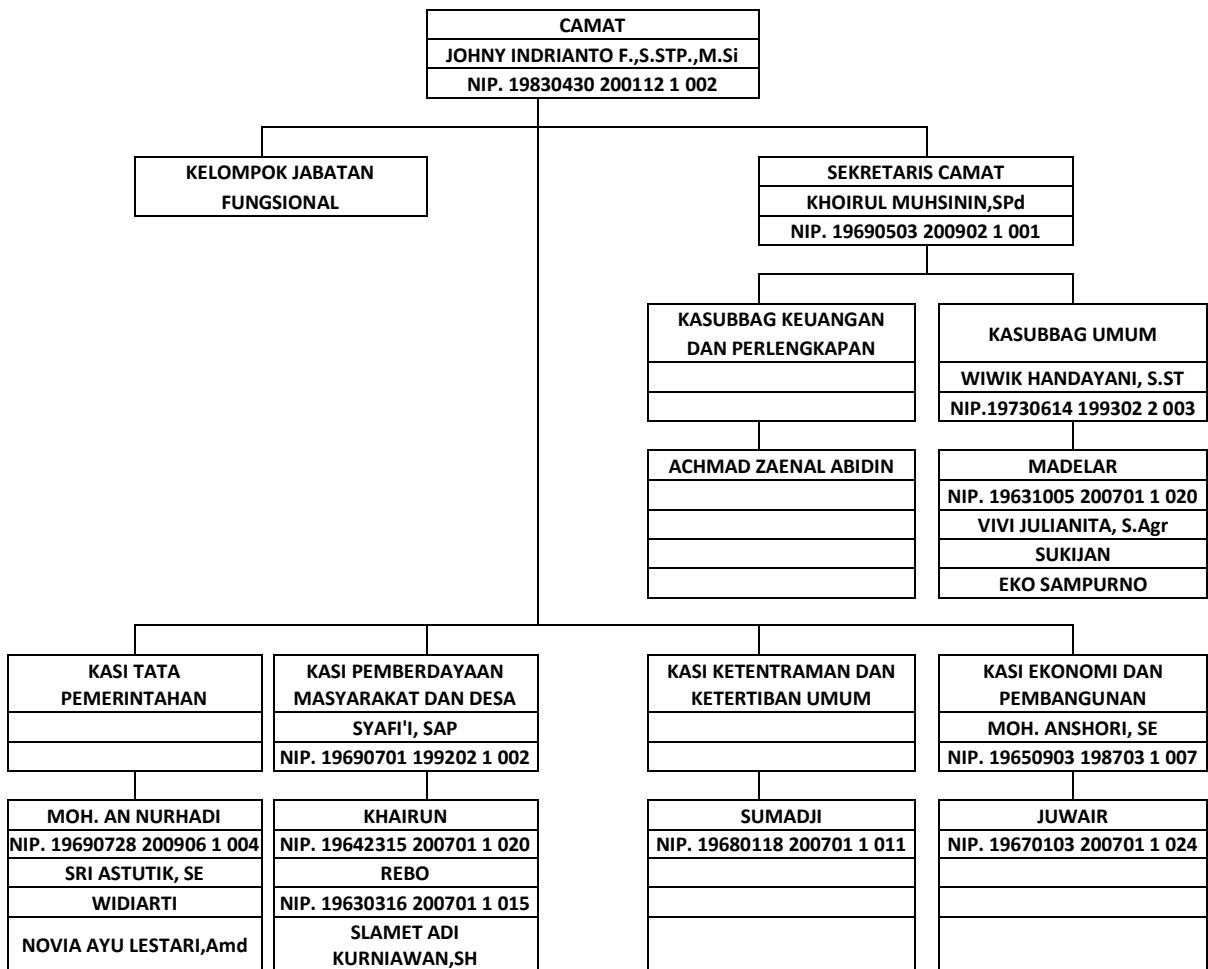 CAMAT
JOHNY INDRIANTO F.,S.STP.,M.Si
NIP. 19830430 200112 1 002
KELOMPOK JABATAN
FUNGSIONAL
SEKRETARIS CAMAT
KHOIRUL MUHSININ,SPd
NIP. 19690503 200902 1 001
KASUBBAG KEUANGAN
DAN PERLENGKAPAN
KASUBBAG UMUM
WIWIK HANDAYANI, S.ST
NIP.19730614 199302 2 003
ACHMAD ZAENAL ABIDIN
MADELAR
NIP. 19631005 200701 1 020
VIVI JULIANITA, S.Agr
SUKIJAN
EKO SAMPURNO
KASI TATA
PEMERINTAHAN
KASI PEMBERDAYAAN
MASYARAKAT DAN DESA
SYAFI'I, SAP
NIP. 19690701 199202 1 002
KASI KETENTRAMAN DAN
KETERTIBAN UMUM
KASI EKONOMI DAN
PEMBANGUNAN
MOH. ANSHORI, SE
NIP. 19650903 198703 1 007
MOH. AN NURHADI
NIP. 19690728 200906 1 004
SRI ASTUTIK, SE
WIDIARTI
NOVIA AYU LESTARI,Amd
KHAIRUN
NIP. 19642315 200701 1 020
REBO
NIP. 19630316 200701 1 015
SLAMET ADI
KURNIAWAN,SH
SUMADJI
NIP. 19680118 200701 1 011
JUWAIR
NIP. 19670103 200701 1 024